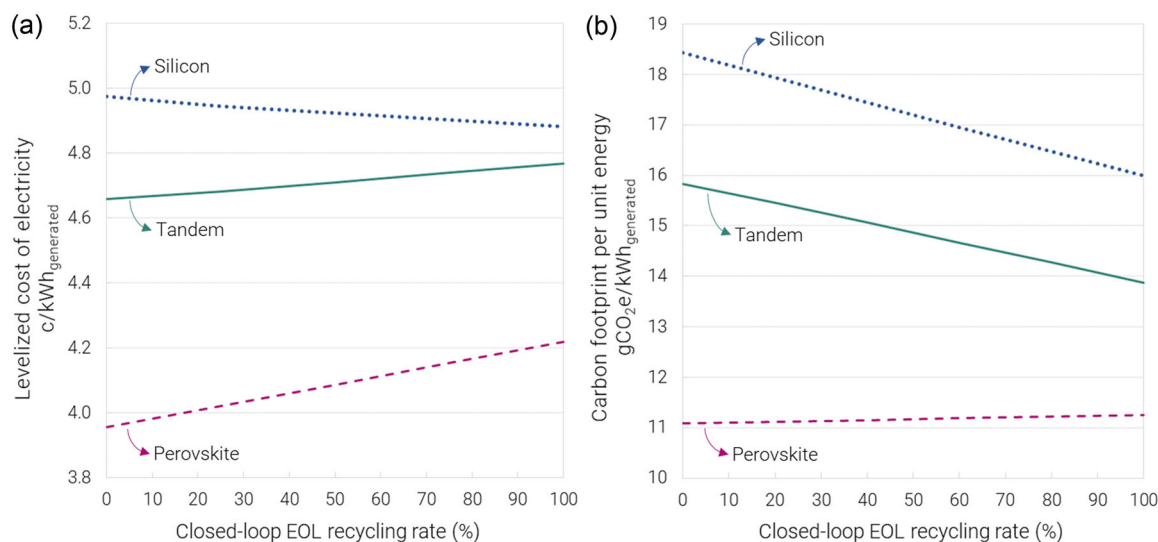 (a)
Levelized cost of electricity
c/kWhgenerated
5.2
5.0
4.8
4.6
4.4
4.2
4.0
3.8
Silicon
Tandem
Perovskite
0 10 20 30 40 50 60 70 80 90 100
Closed-loop EOL recycling rate (%)
(b)
Carbon footprint per unit energy
gCO2e/kWhgenerated
19
18
17
16
15
14
13
12
11
10
Silicon
Tandem
Perovskite
0 10 20 30 40 50 60 70 80 90 100
Closed-loop EOL recycling rate (%)